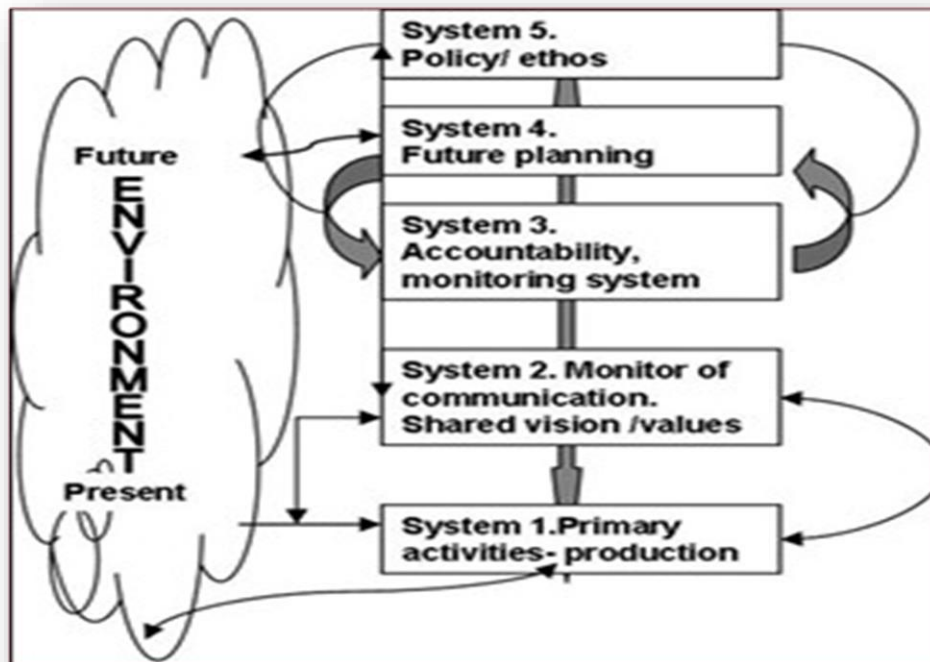 System 5.
Policy/ ethos
System 4.
Future planning
Future
ENVIRONMENT
System 3.
Accountability,
monitoring system
System 2. Monitor of
communication.
Shared vision /values
Present
System 1.Primary
activities- production